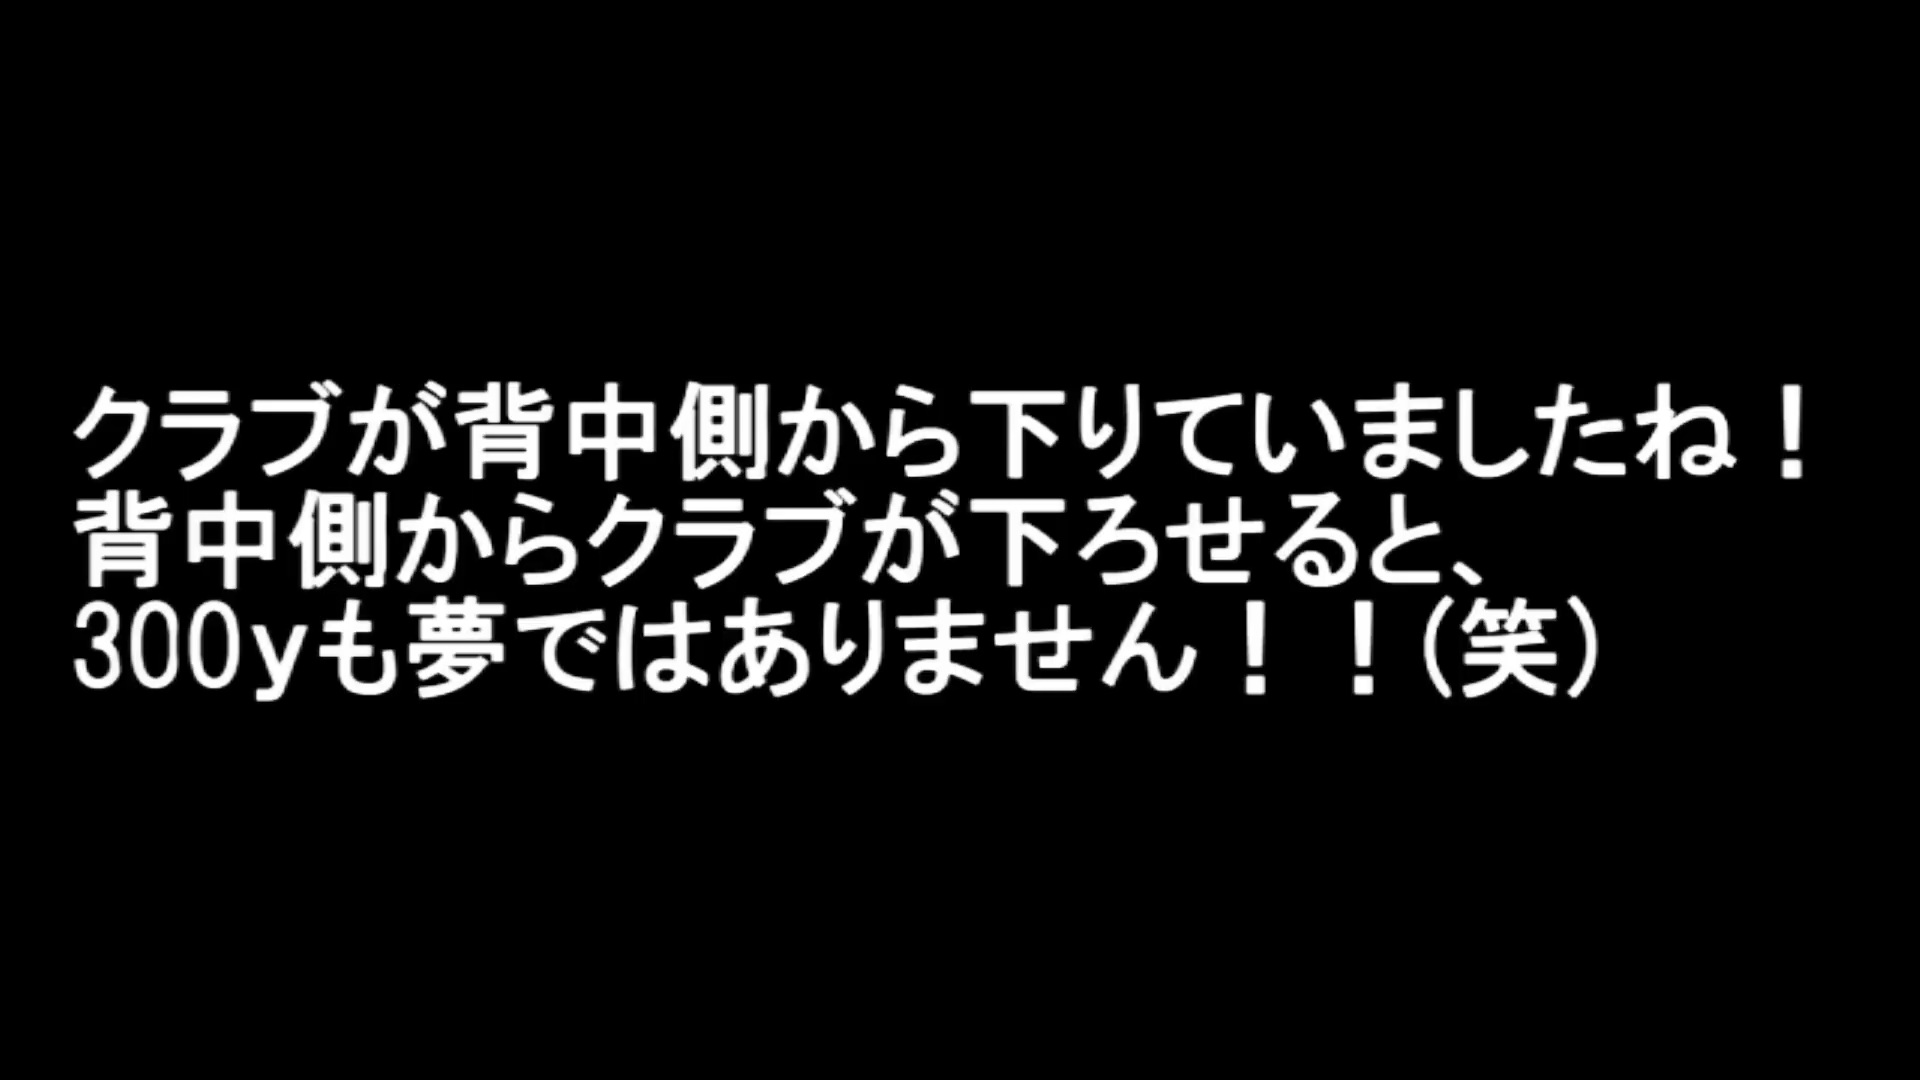 クラブが背中側から下りていましたね！
背中側からクラブが下ろせると、
300yも夢ではありません！！(笑)